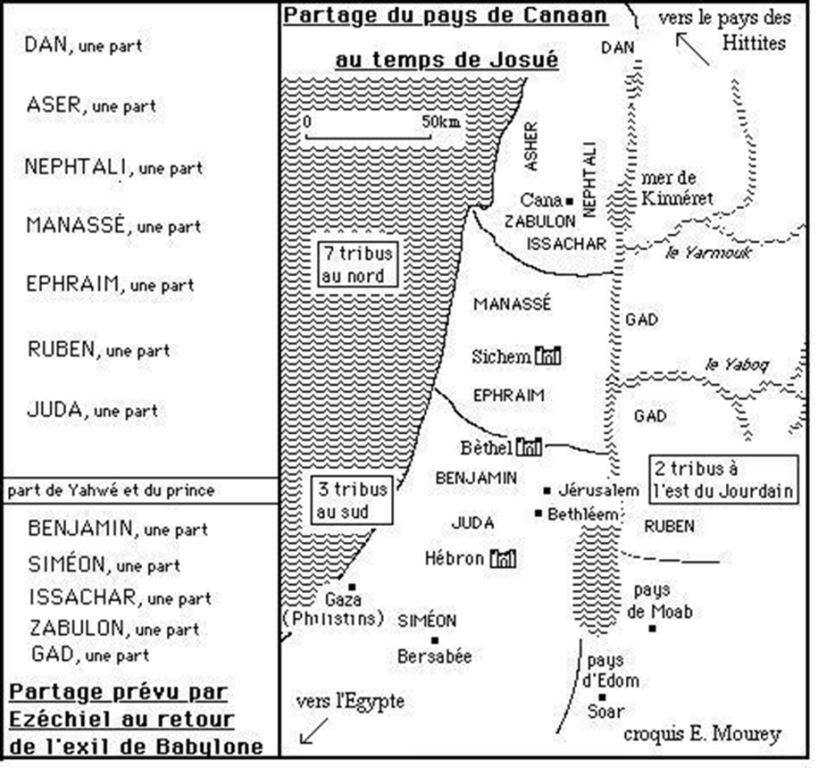 DAN, une part
ASER, une part
NEPHTALI, une part
MANASSÉ, une part
EPHRAIM, une part
RUBEN, une part
JUDA, une part
part de Yahwé et du prince
BENJAMIN, une part
SIMÉON, une part
ISSACHAR, une part
ZABULON, une part
GAD, une part
Partage prévu par
Ezéchiel au retour
de l'exil de Babylone
Partage du pays de Canaan
au temps de Josué
vers le pays des
Hittites
DAN
0 50km
ASHER
NEPHTALI
mer de
Kinnéret
Cana
ZABULON
ISSACHAR
le Yarmouk
7 tribus
au nord
MANASSÉ
GAD
Sichem
le Yaboq
EPHRAIM
GAD
Bèthel
2 tribus à
l'est du Jourdain
BENJAMIN
3 tribus
au sud
Jérusalem
Bethléem
JUDA
RUBEN
Hébron
Gaza
(Philistins)
SIMÉON
Bersabée
pays
de Moab
pays
d'Edom
Soar
vers l'Egypte
croquis E. Mourey